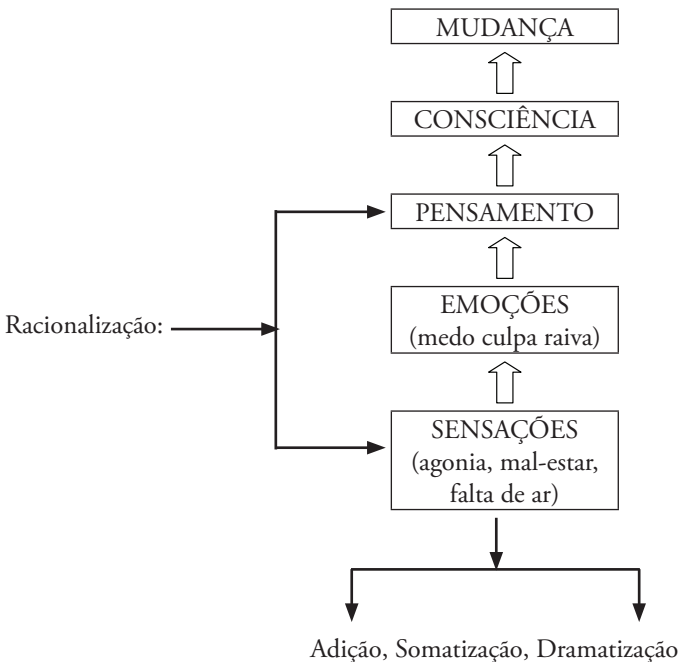 MUDANÇA
CONSCIÊNCIA
PENSAMENTO
EMOÇÕES
(medo culpa raiva)
Racionalização:
SENSAÇÕES
(agonia, mal-estar,
falta de ar)
Adição, Somatização, Dramatização